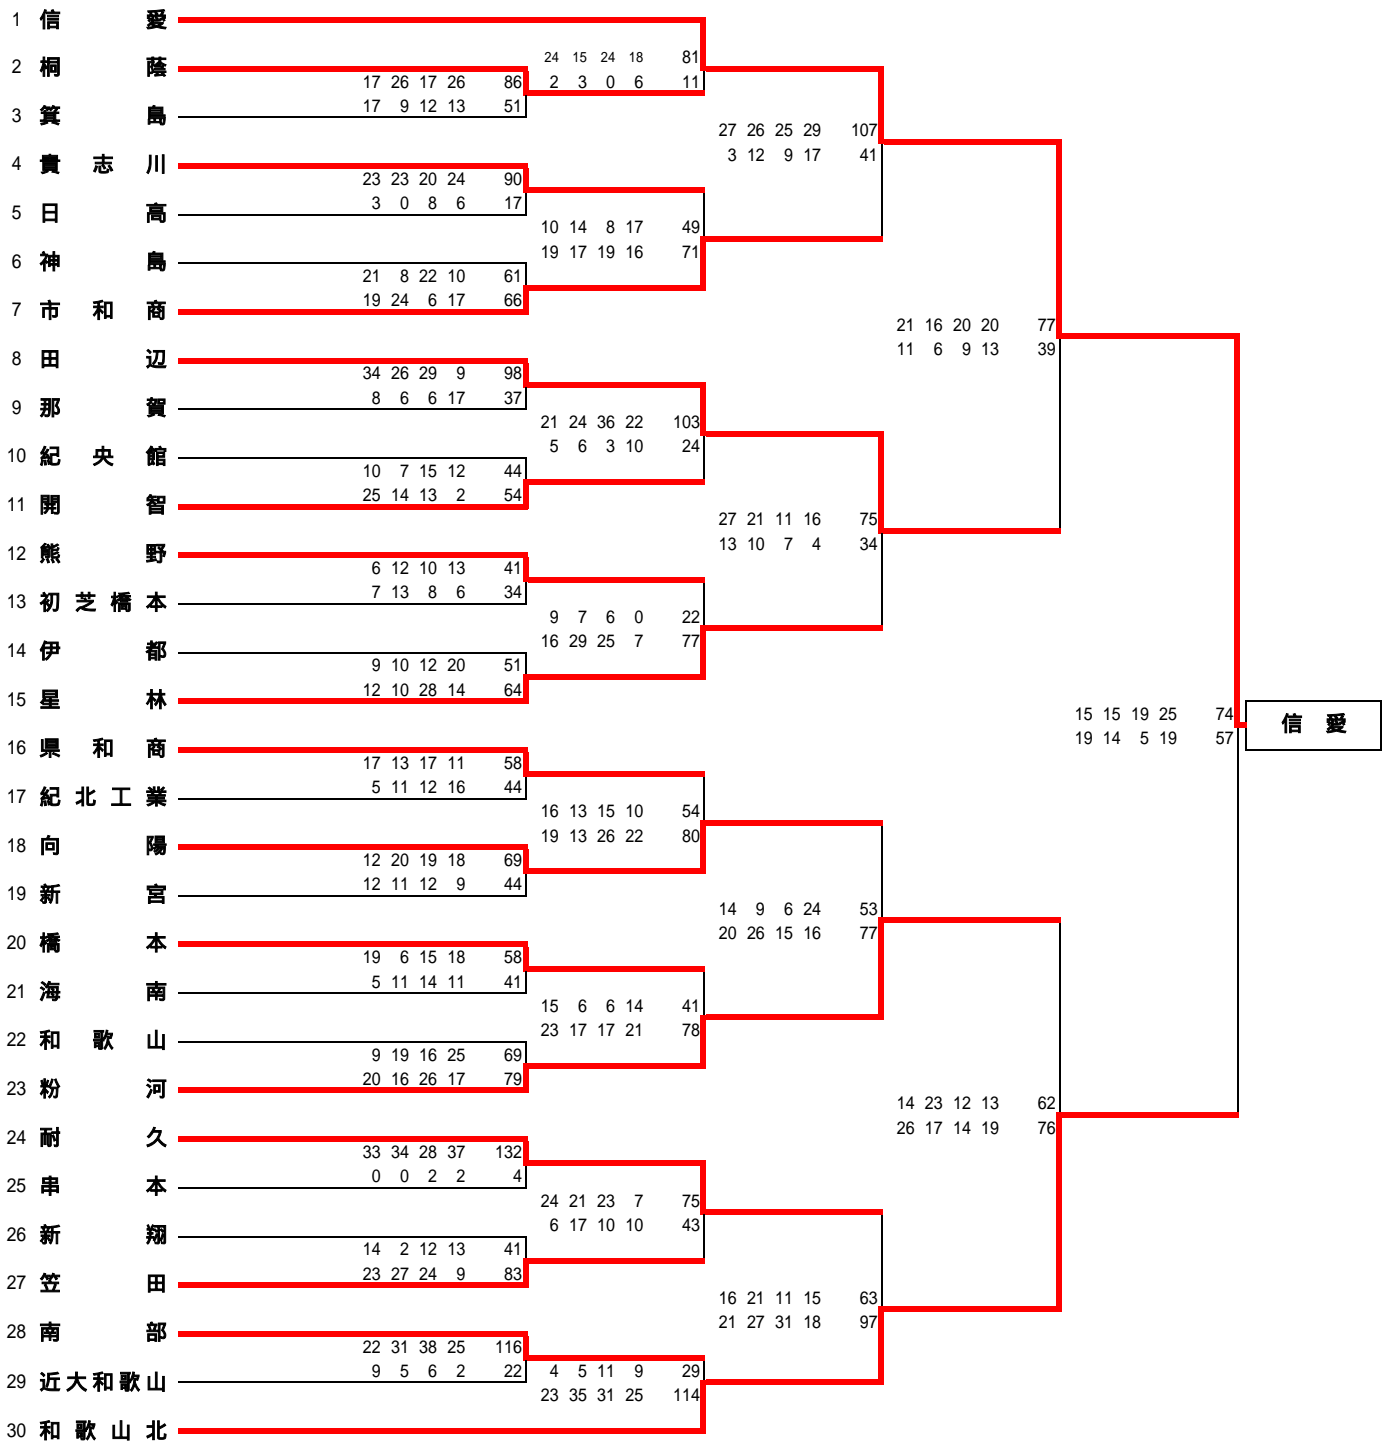 1 信 愛
24 15 24 18 81
2 桐 蔭
17 26 17 26 86
2 3 0 6 11
17 9 12 13 51
3 箕 島
27 26 25 29 107
3 12 9 17 41
4 貴 志 川
23 23 20 24 90
3 0 8 6 17
5 日 高
10 14 8 17 49
19 17 19 16 71
6 神 島
21 8 22 10 61
19 24 6 17 66
7 市 和 商
21 16 20 20 77
11 6 9 13 39
8 田 辺
34 26 29 9 98
8 6 6 17 37
9 那 賀
21 24 36 22 103
5 6 3 10 24
10 紀 央 館
10 7 15 12 44
25 14 13 2 54
11 開 智
27 21 11 16 75
13 10 7 4 34
12 熊 野
6 12 10 13 41
7 13 8 6 34
13 初 芝 橋 本
9 7 6 0 22
16 29 25 7 77
14 伊 都
9 10 12 20 51
12 10 28 14 64
15 星 林
15 15 19 25 74
信 愛
19 14 5 19 57
16 県 和 商
17 13 17 11 58
5 11 12 16 44
17 紀 北 工 業
16 13 15 10 54
19 13 26 22 80
18 向 陽
12 20 19 18 69
12 11 12 9 44
19 新 宮
14 9 6 24 53
20 26 15 16 77
20 橋 本
19 6 15 18 58
5 11 14 11 41
21 海 南
15 6 6 14 41
23 17 17 21 78
22 和 歌 山
9 19 16 25 69
20 16 26 17 79
23 粉 河
14 23 12 13 62
26 17 14 19 76
24 耐 久
33 34 28 37 132
0 0 2 2 4
25 串 本
24 21 23 7 75
6 17 10 10 43
26 新 翔
14 2 12 13 41
23 27 24 9 83
27 笠 田
16 21 11 15 63
21 27 31 18 97
28 南 部
22 31 38 25 116
9 5 6 2 22
4 5 11 9 29
29 近大和歌山
23 35 31 25 114
30 和 歌 山 北